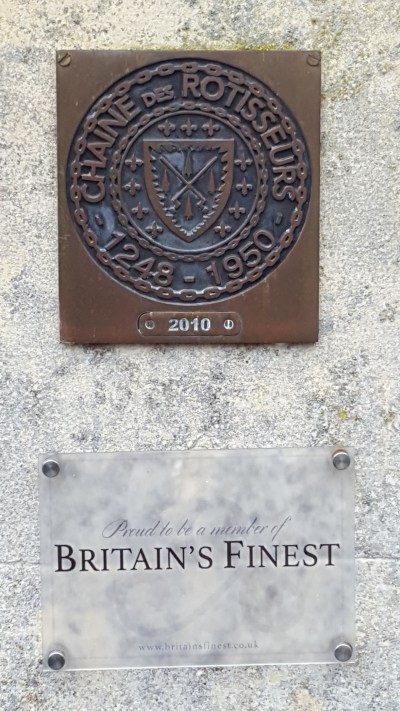 CHAINE DES ROTISSEURS
1248 - 1950
2010
Proud to be a member of
BRITAIN'S FINEST
www.britainsfinest.co.uk